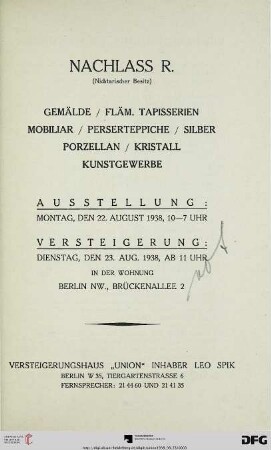 NACHLASS R.
(Nichtarischer Besitz)
GEMÄLDE / FLÄM. TAPISSERIEN
MOBILIAR / PERSERTEPPICHE / SILBER
PORZELLAN / KRISTALL
KUNSTGEWERBE
AUSSTELLUNG:
MONTAG, DEN 22. AUGUST 1938, 10—7 UHR
VERSTEIGERUNG:
DIENSTAG, DEN 23. AUG. 1938, AB 11 UHR
IN DER WOHNUNG
BERLIN NW., BRÜCKENALLEE 2
VERSTEIGERUNGSHAUS „UNION" INHABER LEO SPIK
BERLIN W 35, TIERGARTENSTRASSE 6
FERNSPRECHER: 21 44 60 UND 21 41 35
DFG